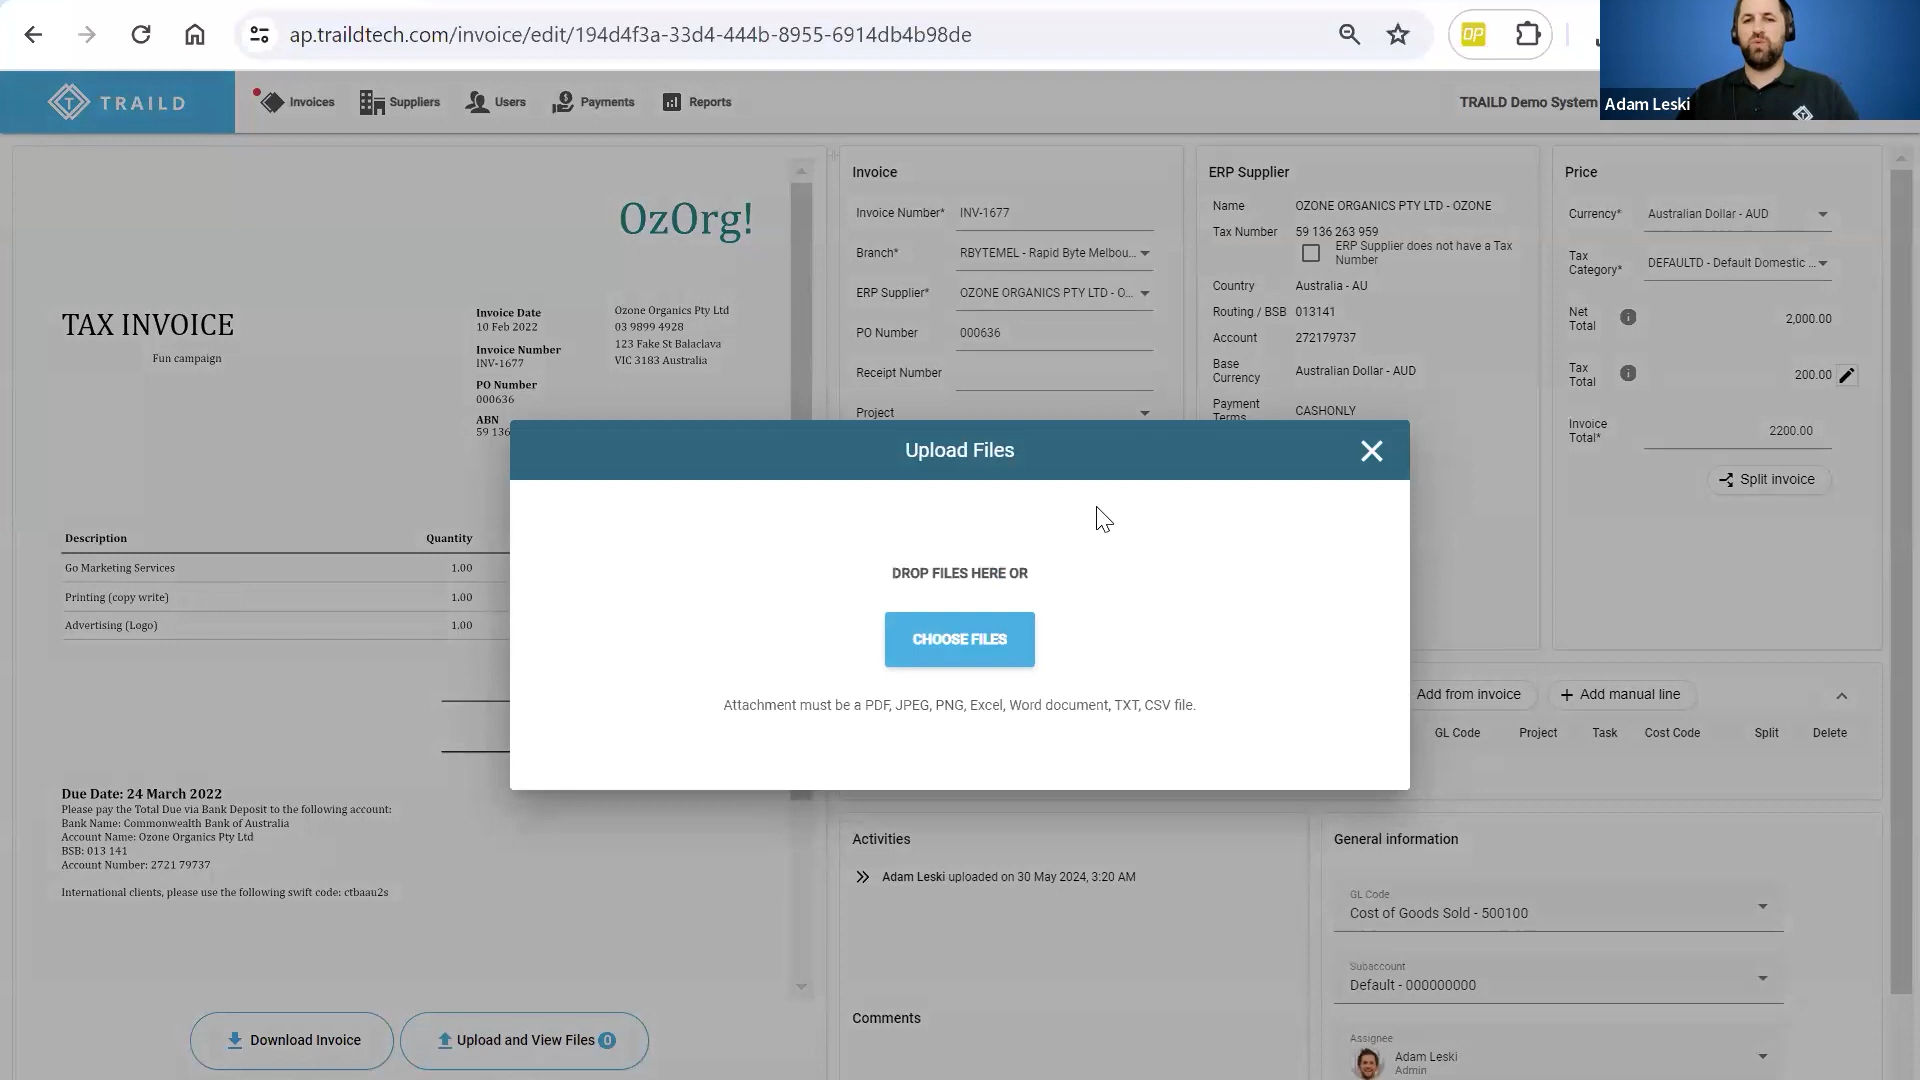 ap.traildtech.com/invoice/edit/194d4f3a-33d4-444b-8955-6914db4b98de
OP
Adam Leski
TRAILD
Invoices
Suppliers
Users
Payments
Reports
TRAILD Demo System
OzOrg!
TAX INVOICE
Fun campaign
Invoice Date
10 Feb 2022
Invoice Number
INV-1677
PO Number
000636
ABN
59 136
Ozone Organics Pty Ltd
03 9899 4928
123 Fake St Balaclava
VIC 3183 Australia
Description Quantity
Go Marketing Services 1.00
Printing (copy write) 1.00
Advertising (Logo) 1.00
Due Date: 24 March 2022
Please pay the Total Due via Bank Deposit to the following account:
Bank Name: Commonwealth Bank of Australia
Account Name: Ozone Organics Pty Ltd
BSB: 013 141
Account Number: 2721 79737
International clients, please use the following swift code: ctbaau2s
Download Invoice
Upload and View Files 0
Invoice
Invoice Number* INV-1677
Branch* RBYTEMEL - Rapid Byte Melbou...
ERP Supplier* OZONE ORGANICS PTY LTD - O...
PO Number 000636
Receipt Number
Project
ERP Supplier
Name OZONE ORGANICS PTY LTD - OZONE
Tax Number 59 136 263 959
ERP Supplier does not have a Tax
Number
Country Australia - AU
Routing / BSB 013141
Account 272179737
Base
Currency
Australian Dollar - AUD
Payment
Terms
CASHONLY
Price
Currency* Australian Dollar - AUD
Tax
Category*
DEFAULTD - Default Domestic ...
Net
Total
2,000.00
Tax
Total
200.00
Invoice
Total*
2200.00
Split invoice
Upload Files
DROP FILES HERE OR
CHOOSE FILES
Attachment must be a PDF, JPEG, PNG, Excel, Word document, TXT, CSV file.
Add from invoice
+ Add manual line
GL Code Project Task Cost Code Split Delete
Activities
Adam Leski uploaded on 30 May 2024, 3:20 AM
Comments
General information
GL Code
Cost of Goods Sold - 500100
Subaccount
Default - 000000000
Assignee
Adam Leski
Admin